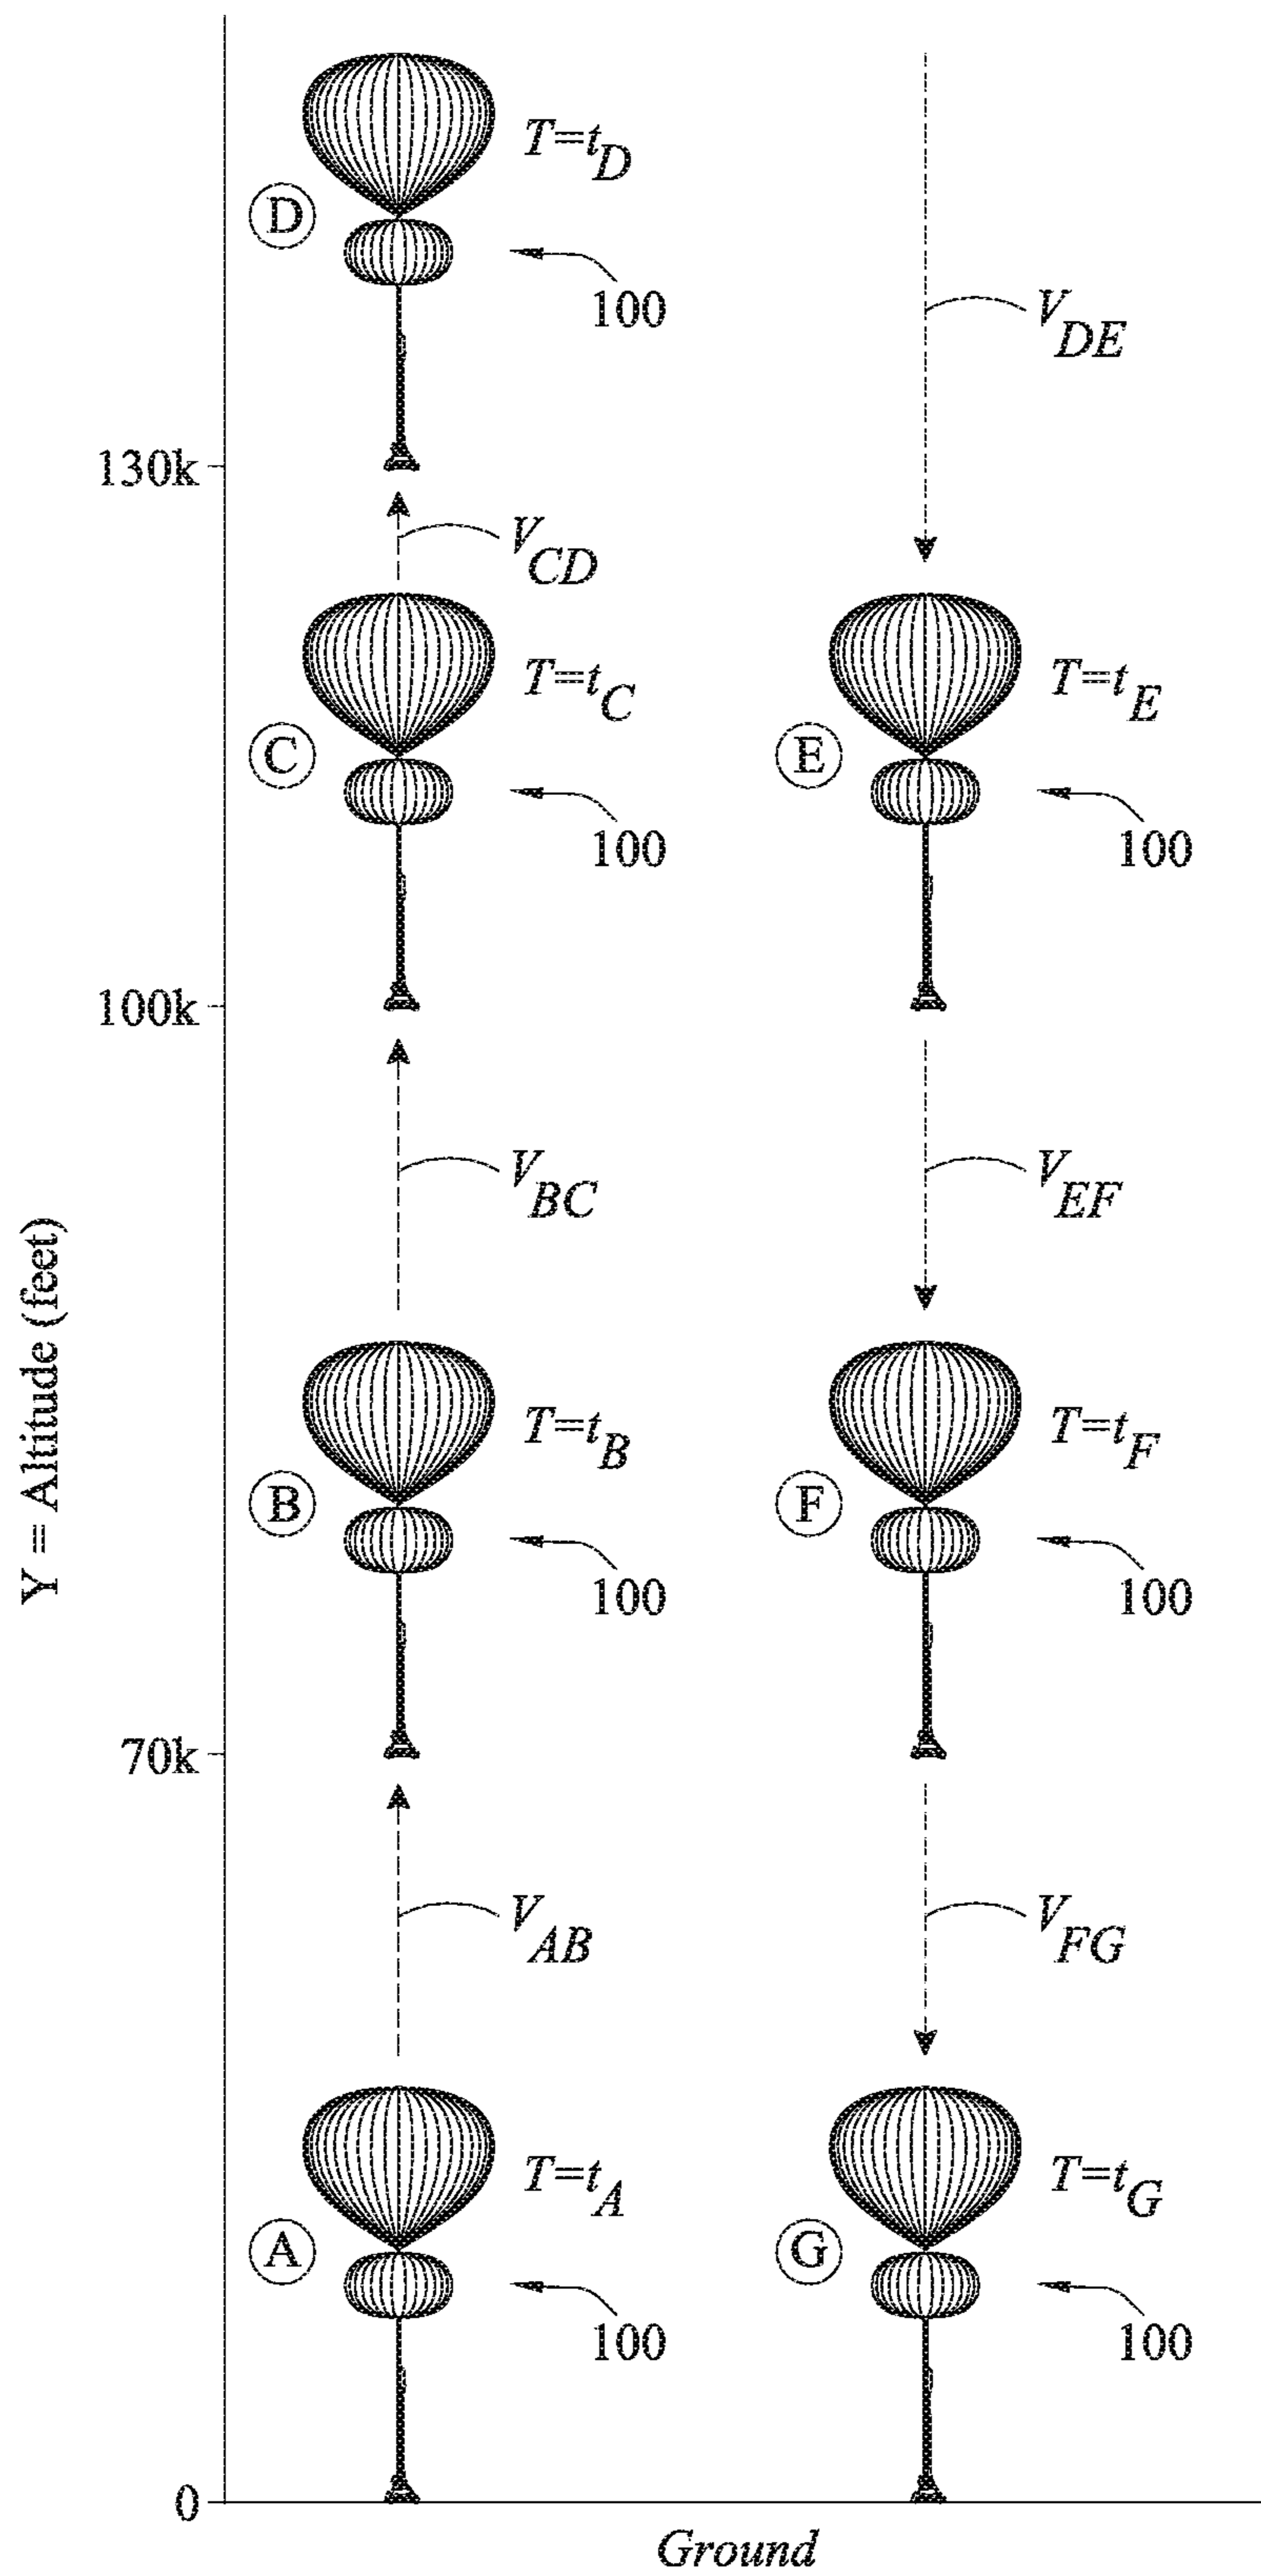 T=t_D
D
100
V_DE
130k
V_CD
T=t_C
T=t_E
C
E
100
100
100k
V_BC
V_EF
Y = Altitude (feet)
T=t_B
T=t_F
B
F
100
100
70k
V_AB
V_FG
T=t_A
T=t_G
A
G
100
100
0
Ground